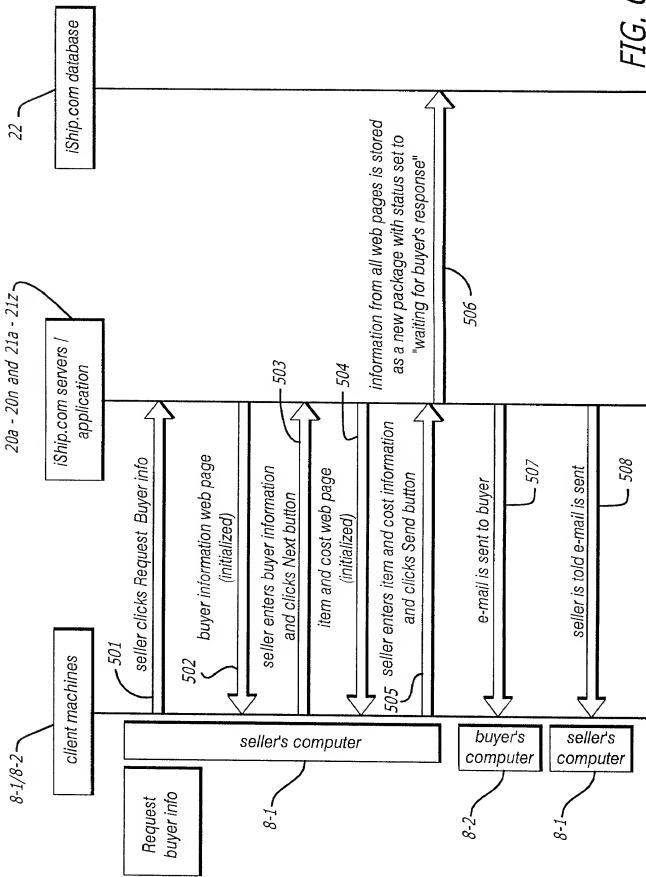 8-1/8-2
client machines
20a - 20n and 21a - 21z
iShip.com servers /
application
22
iShip.com database
Request
buyer info
seller's computer
8-1
501
seller clicks Request Buyer info
502
buyer information web page
(initialized)
503
seller enters buyer information
and clicks Next button
504
item and cost web page
(initialized)
505
seller enters item and cost information
and clicks Send button
information from all web pages is stored
as a new package with status set to
"waiting for buyer's response"
506
buyer's
computer
8-2
e-mail is sent to buyer
507
seller's
computer
8-1
seller is told e-mail is sent
508
FIG.